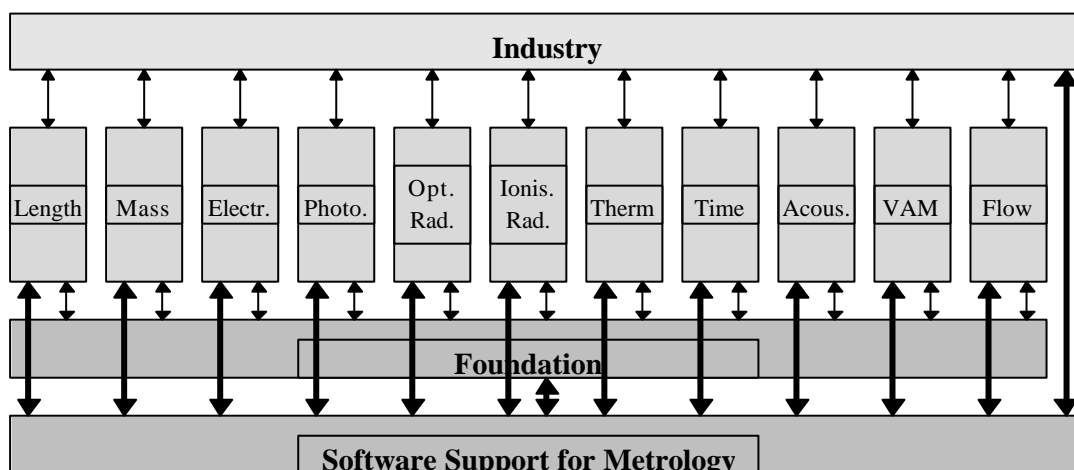 Industry
Length
Mass
Electr.
Photo.
Opt.
Rad.
Ionis.
Rad.
Therm
Time
Acous.
VAM
Flow
Foundation
Software Support for Metrology